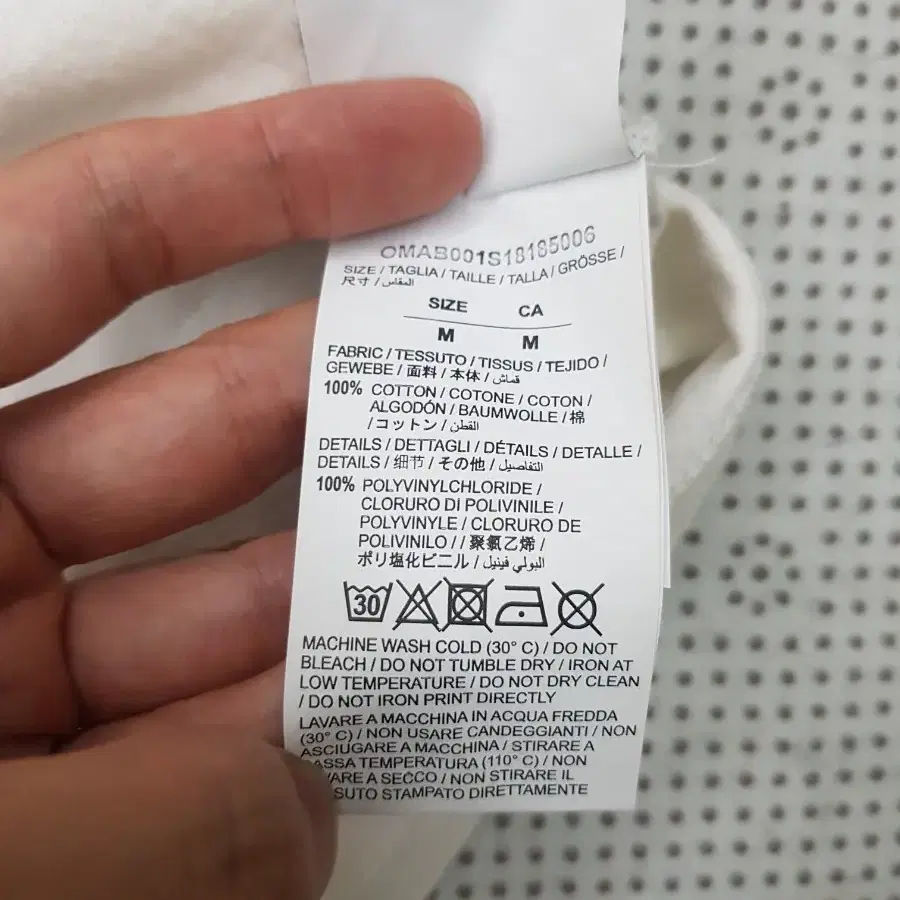 OMAB001S18185006
SIZE / TAGLIA / TAILLE / TALLA / GRÖSSE /
尺寸 / المقاس
SIZE CA
M M
FABRIC / TESSUTO / TISSUS / TEJIDO /
GEWEBE / 面料 / 本体 / قماش
100% COTTON / COTONE / COTON /
ALGODÓN / BAUMWOLLE / 棉
/ コットン / القطن
DETAILS / DETTAGLI / DÉTAILS / DETALLE /
DETAILS / 细节 / その他 / التفاصيل
100% POLYVINYLCHLORIDE /
CLORURO DI POLIVINILE /
POLYVINYLE / CLORURO DE
POLIVINILO / / 聚氯乙烯 /
ポリ塩化ビニル / البولي فينيل
30
MACHINE WASH COLD (30° C) / DO NOT
BLEACH / DO NOT TUMBLE DRY / IRON AT
LOW TEMPERATURE / DO NOT DRY CLEAN
/ DO NOT IRON PRINT DIRECTLY
LAVARE A MACCHINA IN ACQUA FREDDA
(30° C) / NON USARE CANDEGGIANTI / NON
ASCIUGARE A MACCHINA / STIRARE A
ASSA TEMPERATURA (110° C) / NON
VARE A SECCO / NON STIRARE IL
SUTO STAMPATO DIRETTAMENTE